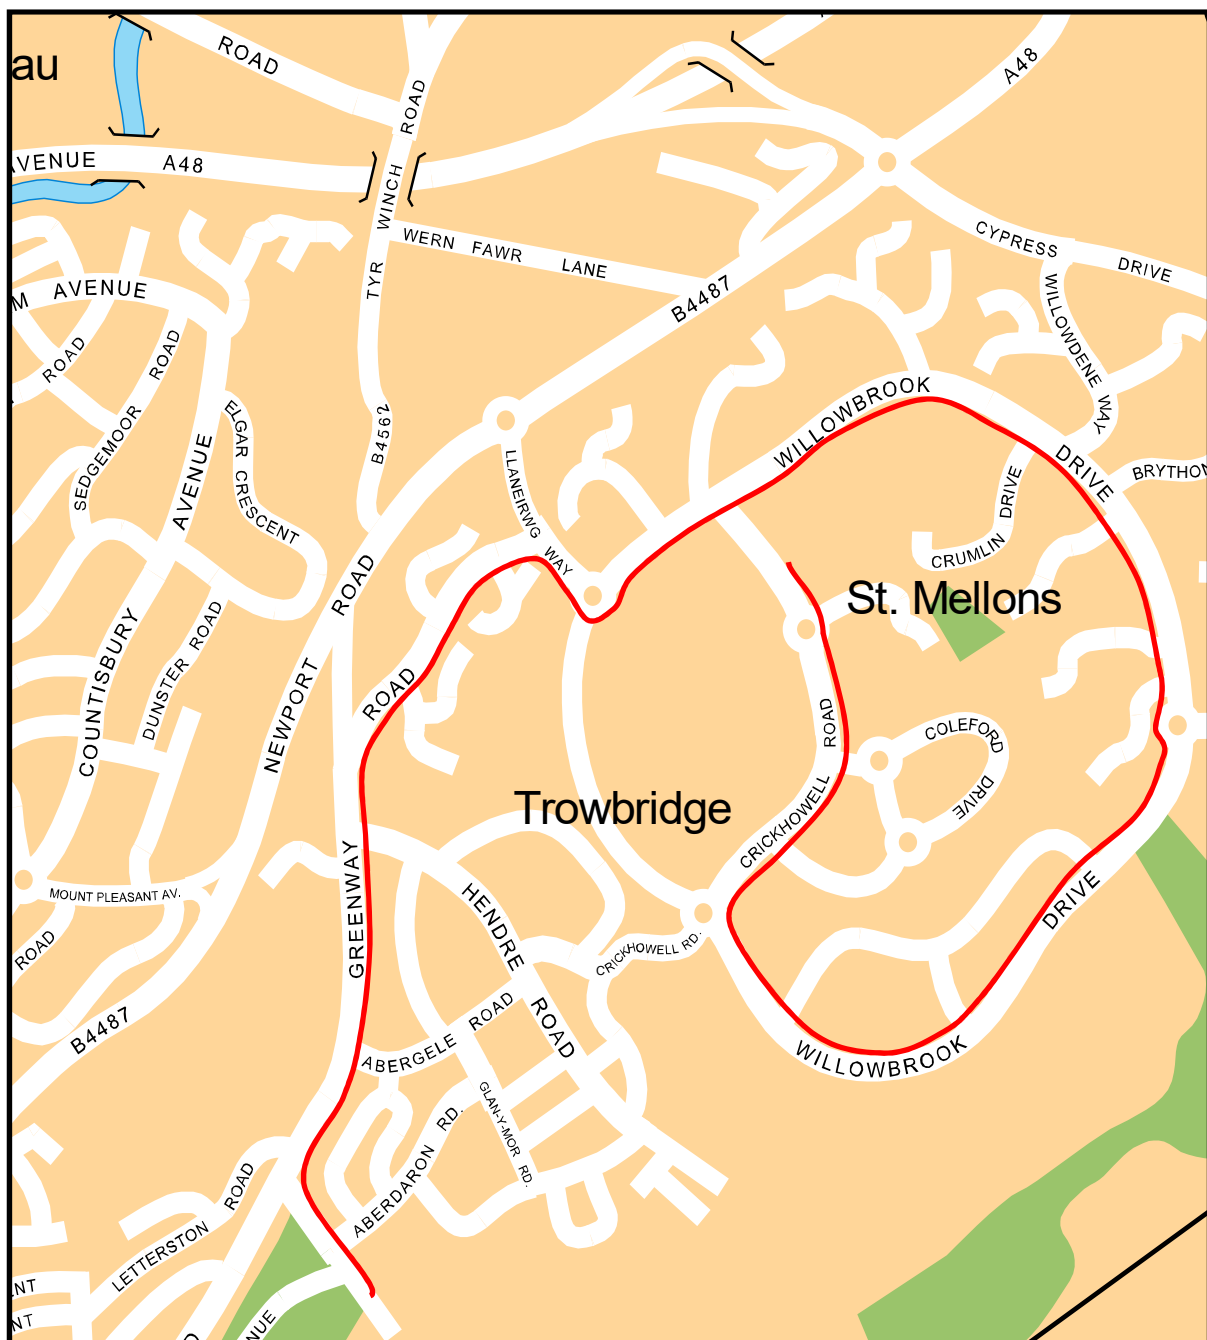 ROAD
A48
au
ROAD
AVENUE A48
WINCH
CYPRESS
DRIVE
WERN FAWR LANE
TYR
B4487
WILLOWDENE WAY
M AVENUE
ROAD
ROAD
WILLOWBROOK
DRIVE
ELGAR CRESCENT
SEDGEMOOR
AVENUE
B4562
LLANEIRWG WAY
BRYTHON
DRIVE
CRUMLIN
ROAD
St. Mellons
COUNTISBURY
DUNSTER ROAD
NEWPORT
ROAD
ROAD
COLEFORD
DRIVE
Trowbridge
CRICKHOWELL
MOUNT PLEASANT AV.
GREENWAY
HENDRE
ROAD
DRIVE
ROAD
CRICKHOWELL RD.
B4487
ABERGELE ROAD
WILLOWBROOK
GLAN-Y-MOR RD.
ABERDARON RD.
ROAD
LETTERSTON
ENT
NT
NUE